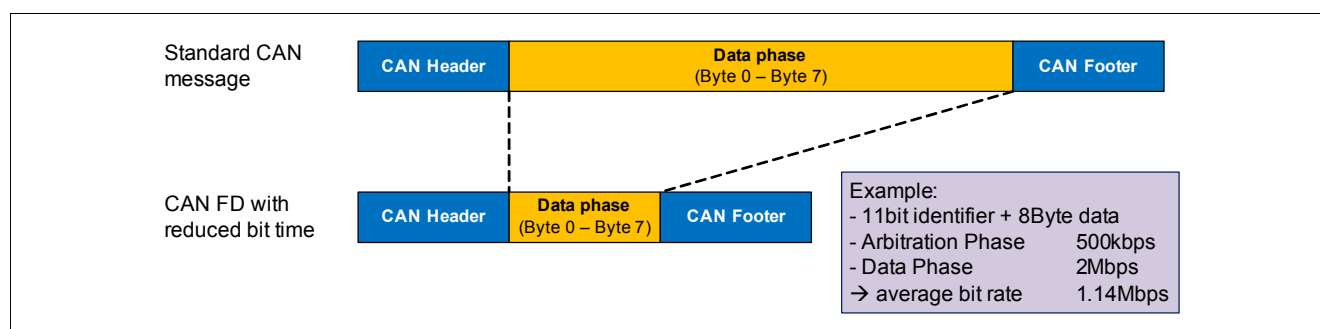 Standard CAN
message
CAN Header
Data phase
(Byte 0 – Byte 7)
CAN Footer
CAN FD with
reduced bit time
CAN Header
Data phase
(Byte 0 – Byte 7)
CAN Footer
Example:
- 11bit identifier + 8Byte data
- Arbitration Phase 500kbps
- Data Phase 2Mbps
→ average bit rate 1.14Mbps